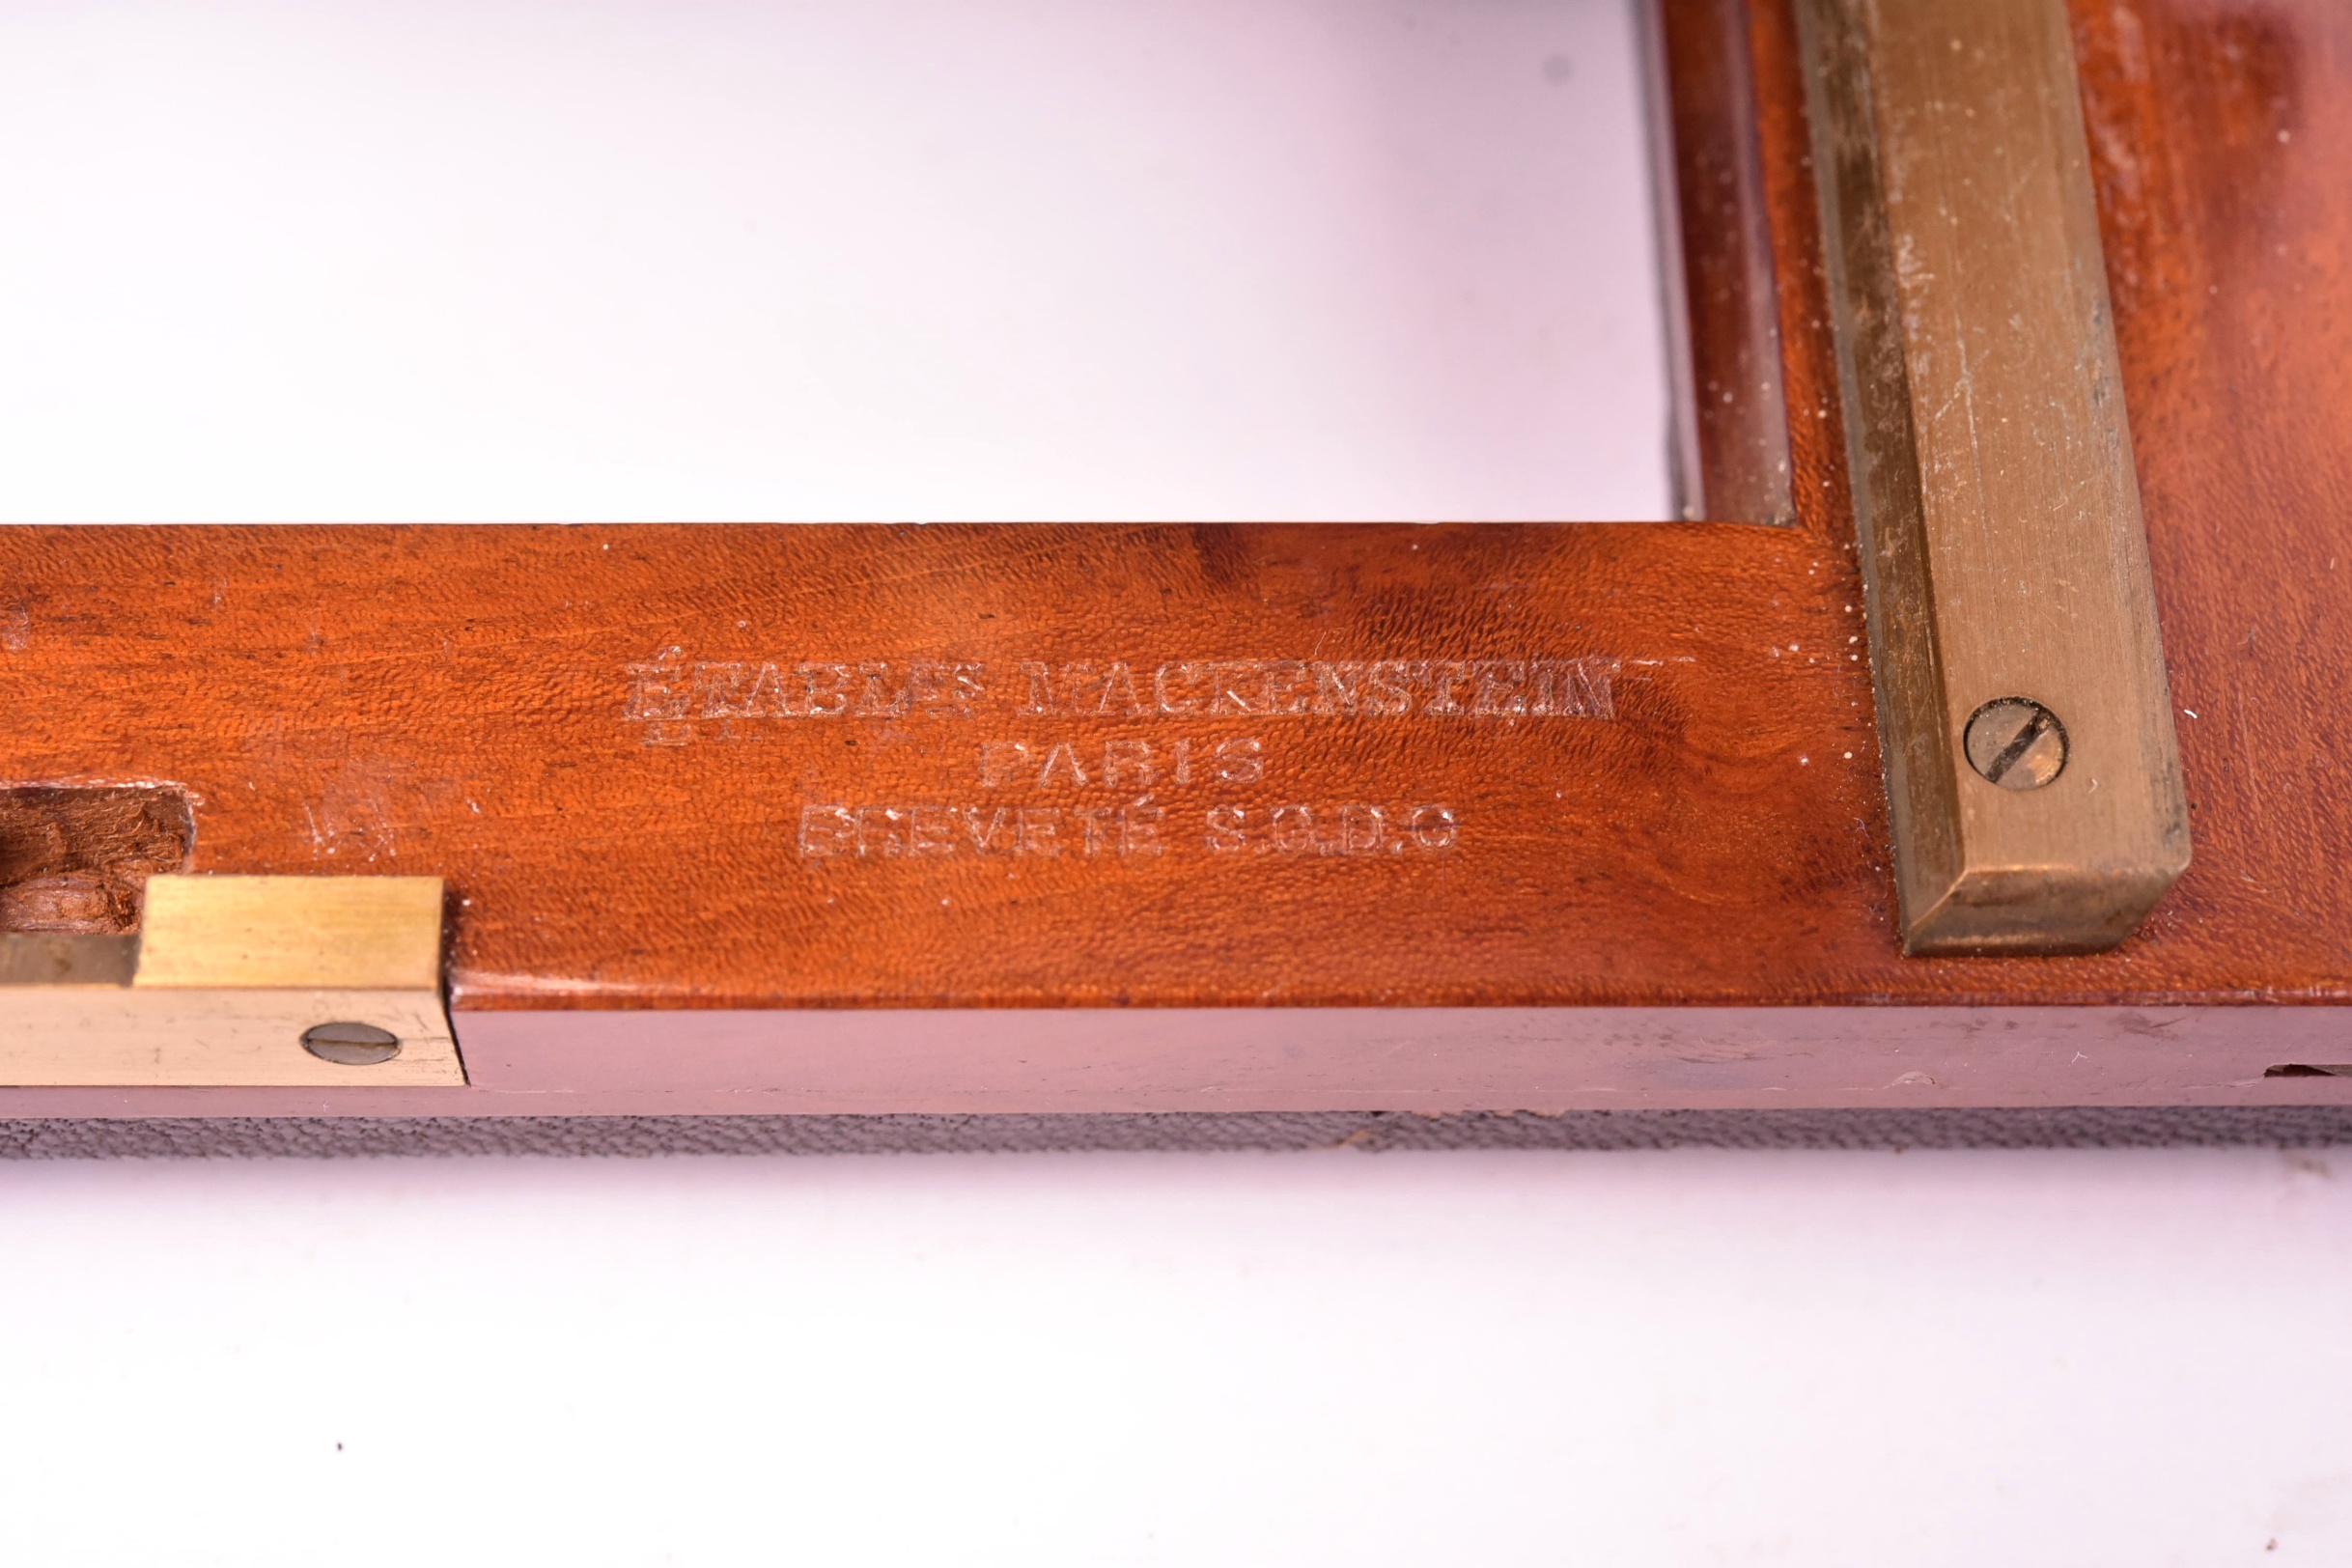 ÉTABLTS MACKENSTEIN
PARIS
BREVETÉ S.G.D.G